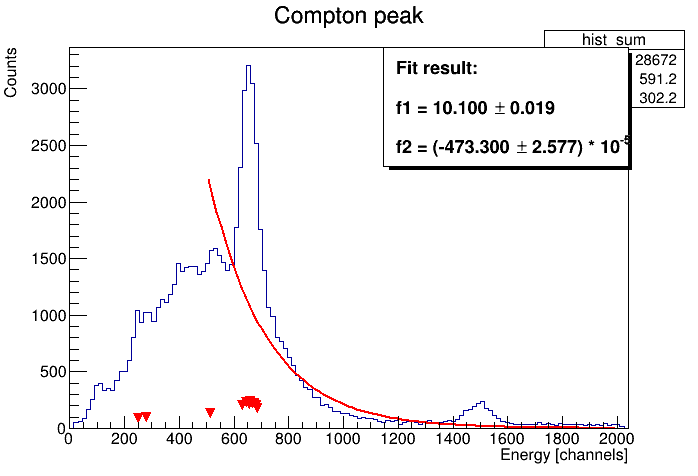 Compton peak
hist_sum
28672
591.2
302.2
Fit result:
f1 = 10.100 ± 0.019
f2 = (-473.300 ± 2.577) * 10^-5
Counts
3000
2500
2000
1500
1000
500
0
0 200 400 600 800 1000 1200 1400 1600 1800 2000
Energy [channels]